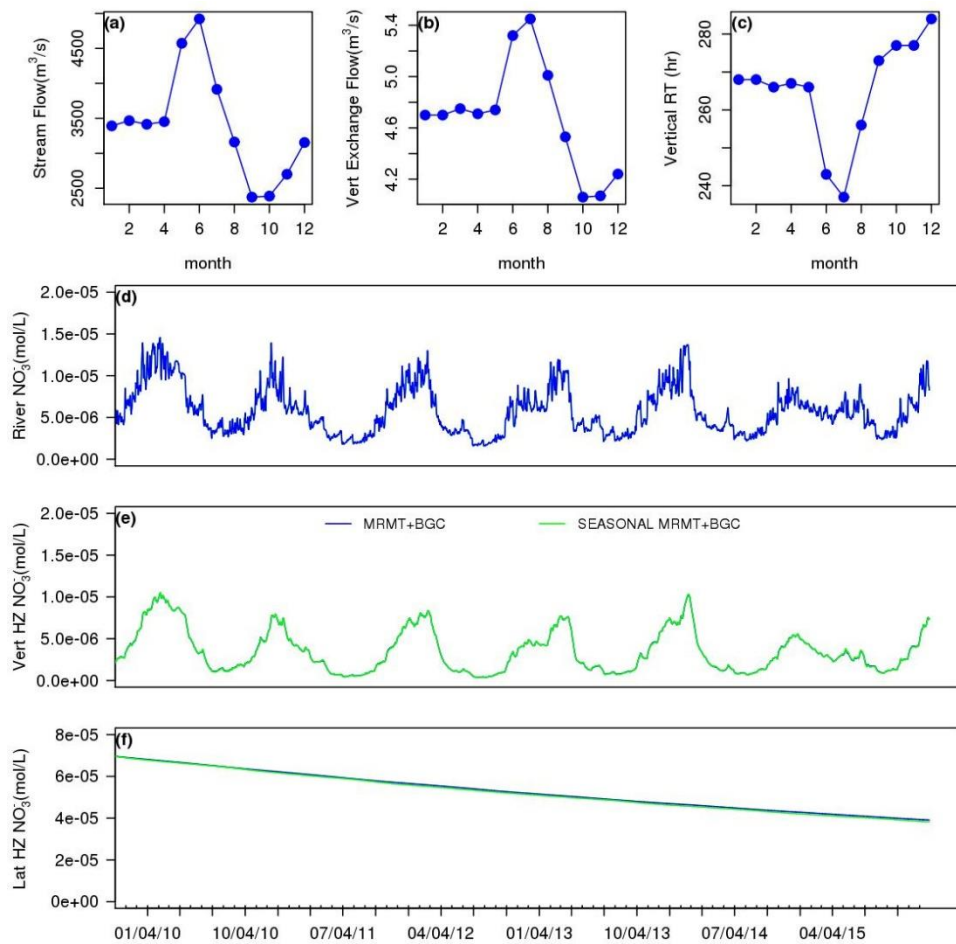 (a)
Stream Flow(m³/s)
2500
3500
4500
2 4 6 8 10 12
month
(b)
Vert Exchange Flow(m³/s)
4.2
4.6
5.0
5.4
2 4 6 8 10 12
month
(c)
Vertical RT (hr)
240
260
280
2 4 6 8 10 12
month
(d)
River NO₃⁻(mol/L)
2.0e-05
1.5e-05
1.0e-05
5.0e-06
0.0e+00
(e)
MRMT+BGC
SEASONAL MRMT+BGC
Vert HZ NO₃⁻(mol/L)
2.0e-05
1.5e-05
1.0e-05
5.0e-06
0.0e+00
(f)
Lat HZ NO₃⁻(mol/L)
8e-05
6e-05
4e-05
2e-05
0e+00
01/04/10 10/04/10 07/04/11 04/04/12 01/04/13 10/04/13 07/04/14 04/04/15